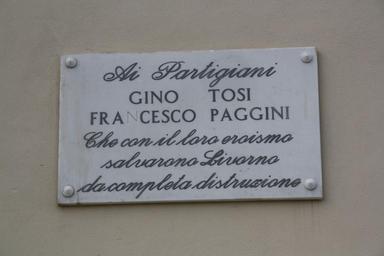 Ai Partigiani
GINO TOSI
FRANCESCO PAGGINI
Che con il loro eroismo
salvarono Livorno
da completa distruzione